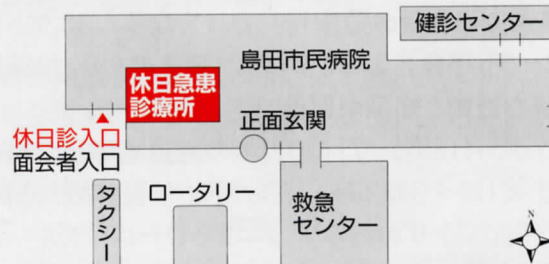 健診センター
島田市民病院
休日急患
診療所
休日診入口
面会者入口
正面玄関
タクシー
ロータリー
救急
センター
N